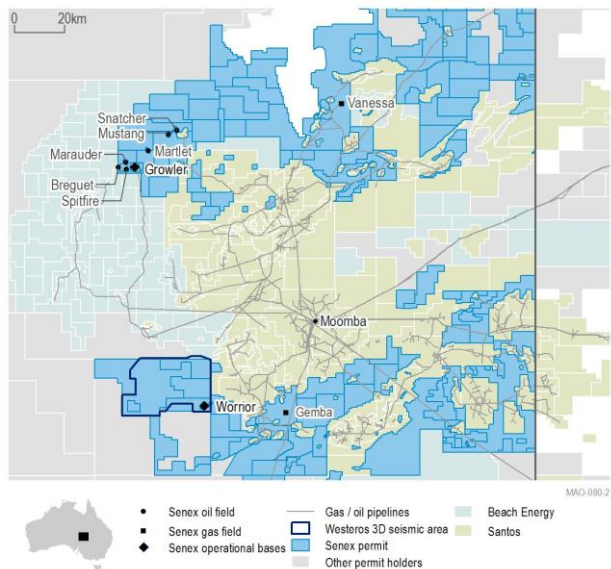 0 20km
Vanessa
Snatcher
Mustang
Martlet
Marauder
Growler
Breguet
Spitfire
Moomba
Worrior
Gemba
MAO-080-2
Senex oil field
Senex gas field
Senex operational bases
Gas / oil pipelines
Westeros 3D seismic area
Senex permit
Other permit holders
Beach Energy
Santos